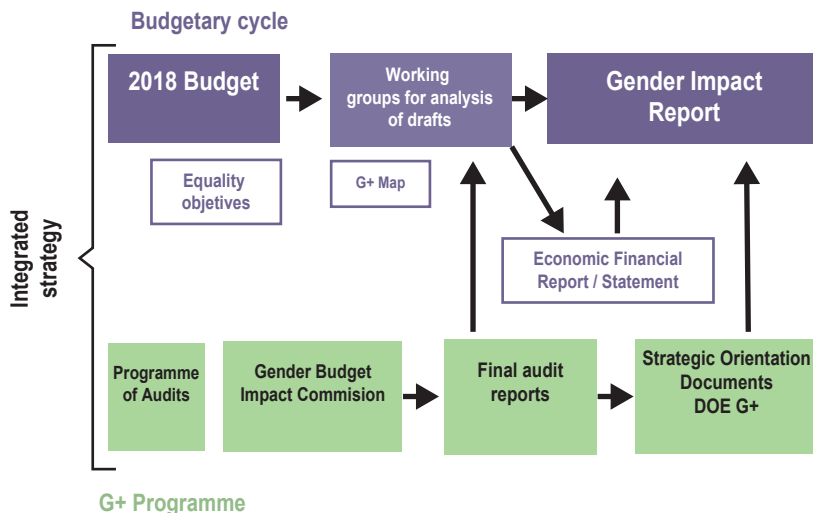 Budgetary cycle
2018 Budget
Working
groups for analysis
of drafts
Gender Impact
Report
Equality
objetives
G+ Map
Economic Financial
Report / Statement
Integrated
strategy
Programme
of Audits
Gender Budget
Impact Commision
Final audit
reports
Strategic Orientation
Documents
DOE G+
G+ Programme